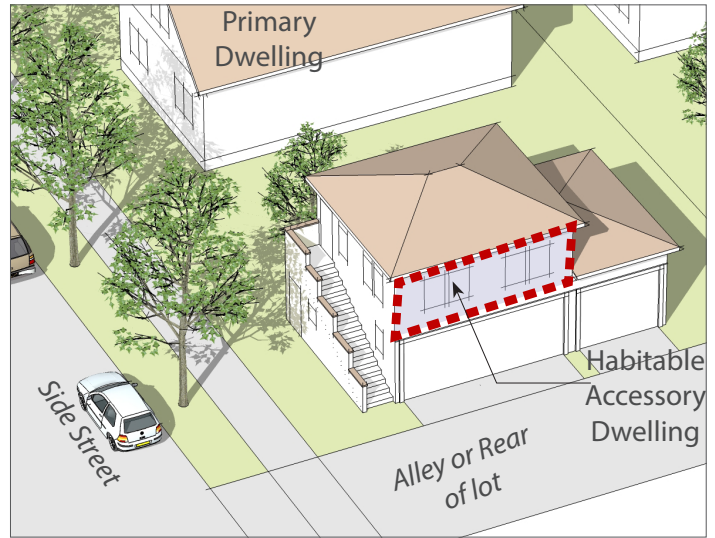 Primary
Dwelling
Habitable
Accessory
Dwelling
Side Street
Alley or Rear
of lot